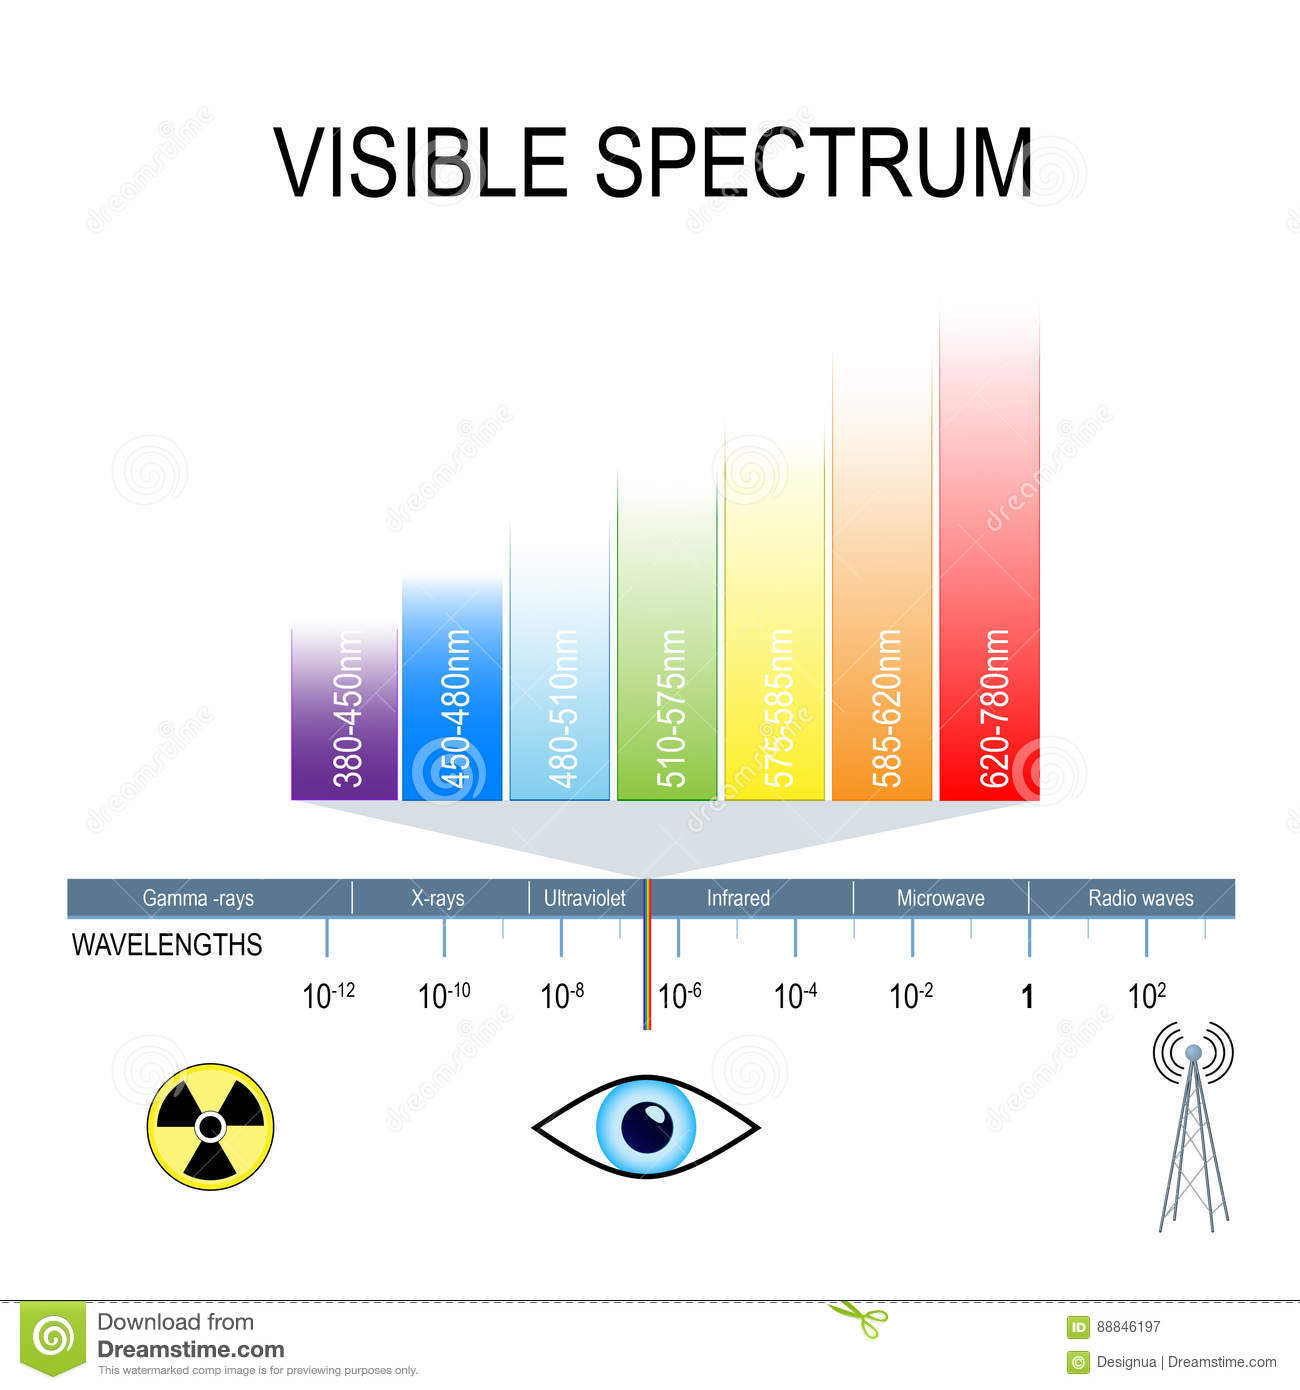 VISIBLE SPECTRUM
380-450nm
450-480nm
480-510nm
510-575nm
575-585nm
585-620nm
620-780nm
Gamma -rays X-rays Ultraviolet Infrared Microwave Radio waves
WAVELENGTHS
10⁻¹² 10⁻¹⁰ 10⁻⁸ 10⁻⁶ 10⁻⁴ 10⁻² 1 10²
dreamstime
Download from
Dreamstime.com
This watermarked comp image is for previewing purposes only.
ID 88846197
© Designua | Dreamstime.com